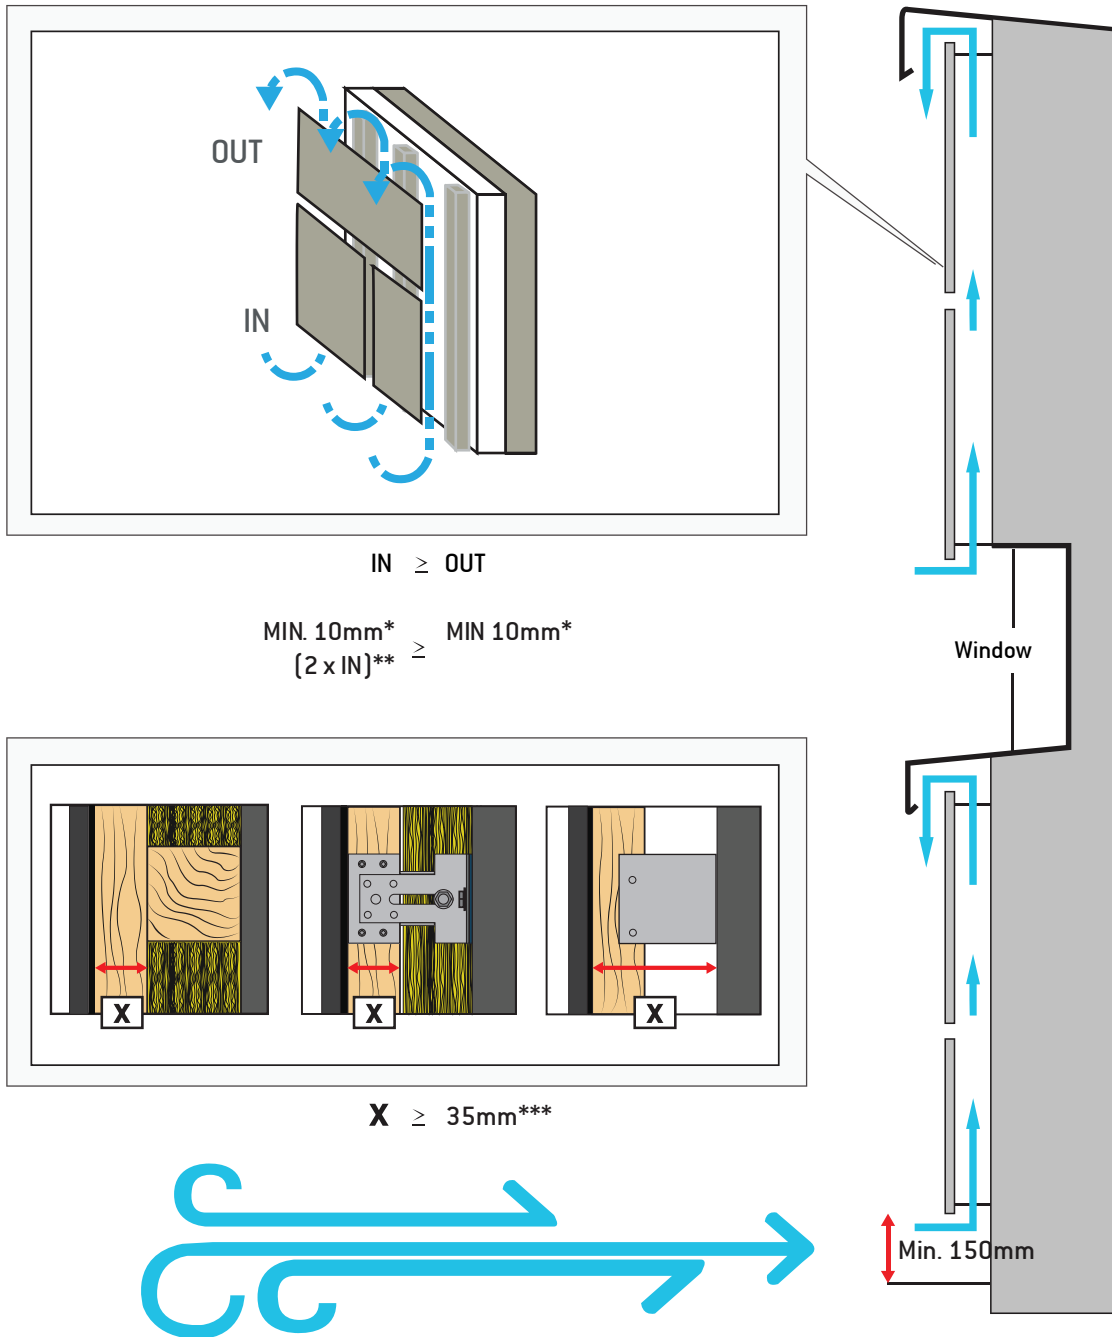 OUT
IN
IN ≥ OUT
MIN. 10mm* ≥ MIN 10mm*
(2 x IN)**
Window
X
X
X
X ≥ 35mm***
Min. 150mm